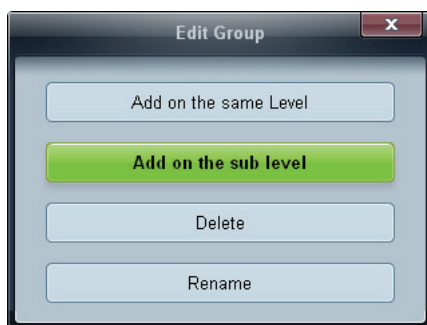 Edit Group
x
Add on the same Level
Add on the sub level
Delete
Rename